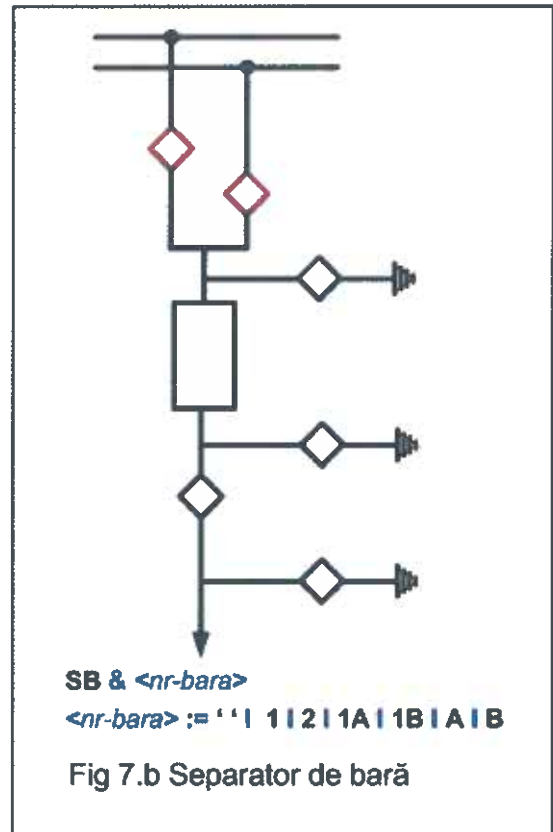 SB & <nr-bara>
<nr-bara> := ‘ ‘ | 1 | 2 | 1A | 1B | A | B
Fig 7.b Separator de bară